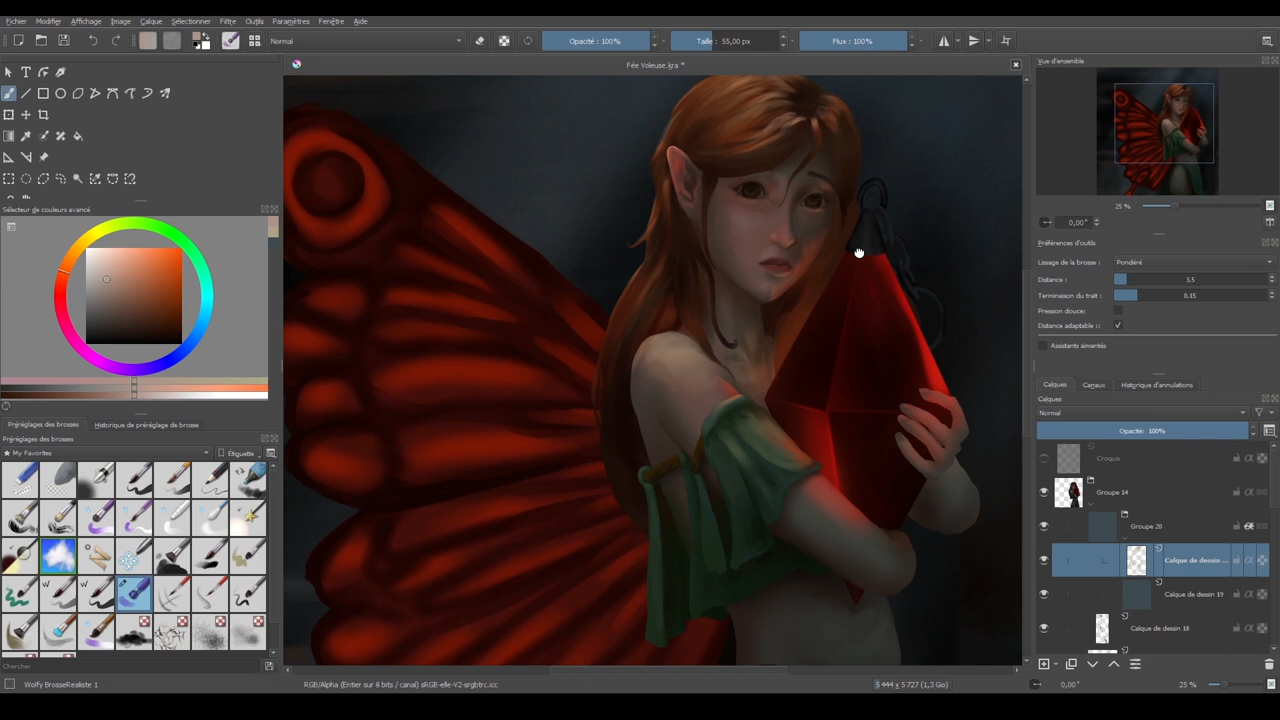 Fichier Modifier Affichage Image Calque Sélectionner Filtre Outils Paramètres Fenêtre Aide
Normal Opacité : 100% Taille : 55,00 px Flux : 100%
Fée Voleuse.kra *
Vue d'ensemble
25 %
0,00°
Sélecteur de couleurs avancé
Préférences d'outils
Lissage de la brosse : Pondéré
Distance : 3.5
Terminaison du trait : 0.15
Pression douce:
Distance adaptable ::
Assistants aimantés
Calques Canaux Historique d'annulations
Calques
Normal
Opacité: 100%
Croquis
Groupe 14
Groupe 20
Calque de dessin ...
Calque de dessin 19
Calque de dessin 18
Préréglages des brosses Historique de préréglage de brosse
Préréglages des brosses
My Favorites Étiquette
Chercher
Wolfy BrosseRealiste 1 RGB/Alpha (Entier sur 8 bits / canal) sRGB-elle-V2-srgbtrc.icc 5 444 x 5 727 (1,3 Gio) 0,00° 25 %